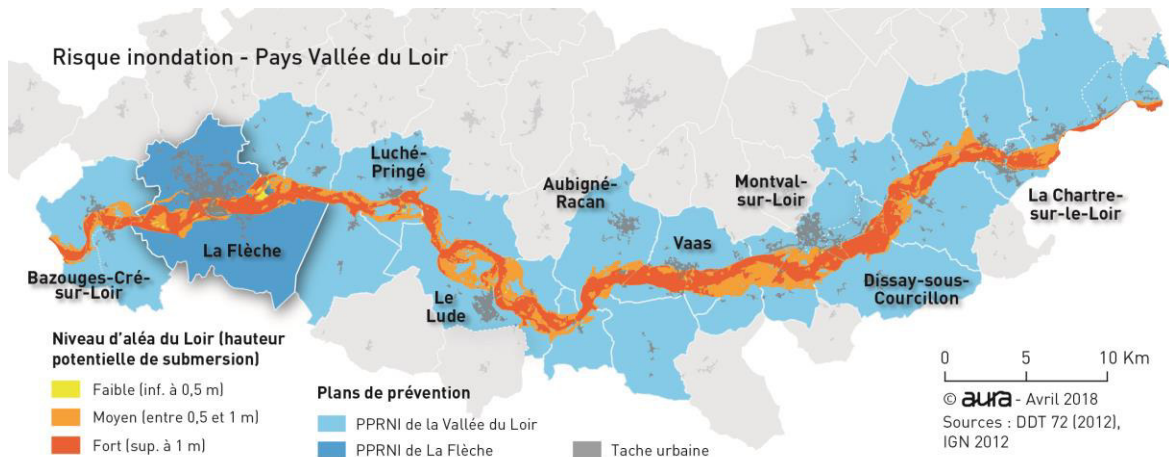 Risque inondation - Pays Vallée du Loir
Luché-
Pringé
Aubigné-
Racan
Montval-
sur-Loir
La Chartre-
sur-le-Loir
La Flèche
Vaas
Bazouges-Cré-
sur-Loir
Le
Lude
Dissay-sous-
Courcillon
Niveau d'aléa du Loir (hauteur
potentielle de submersion)
Faible (inf. à 0,5 m)
Moyen (entre 0,5 et 1 m)
Fort (sup. à 1 m)
Plans de prévention
PPRNI de la Vallée du Loir
PPRNI de La Flèche
Tache urbaine
0 5 10 Km
© aura - Avril 2018
Sources : DDT 72 (2012),
IGN 2012